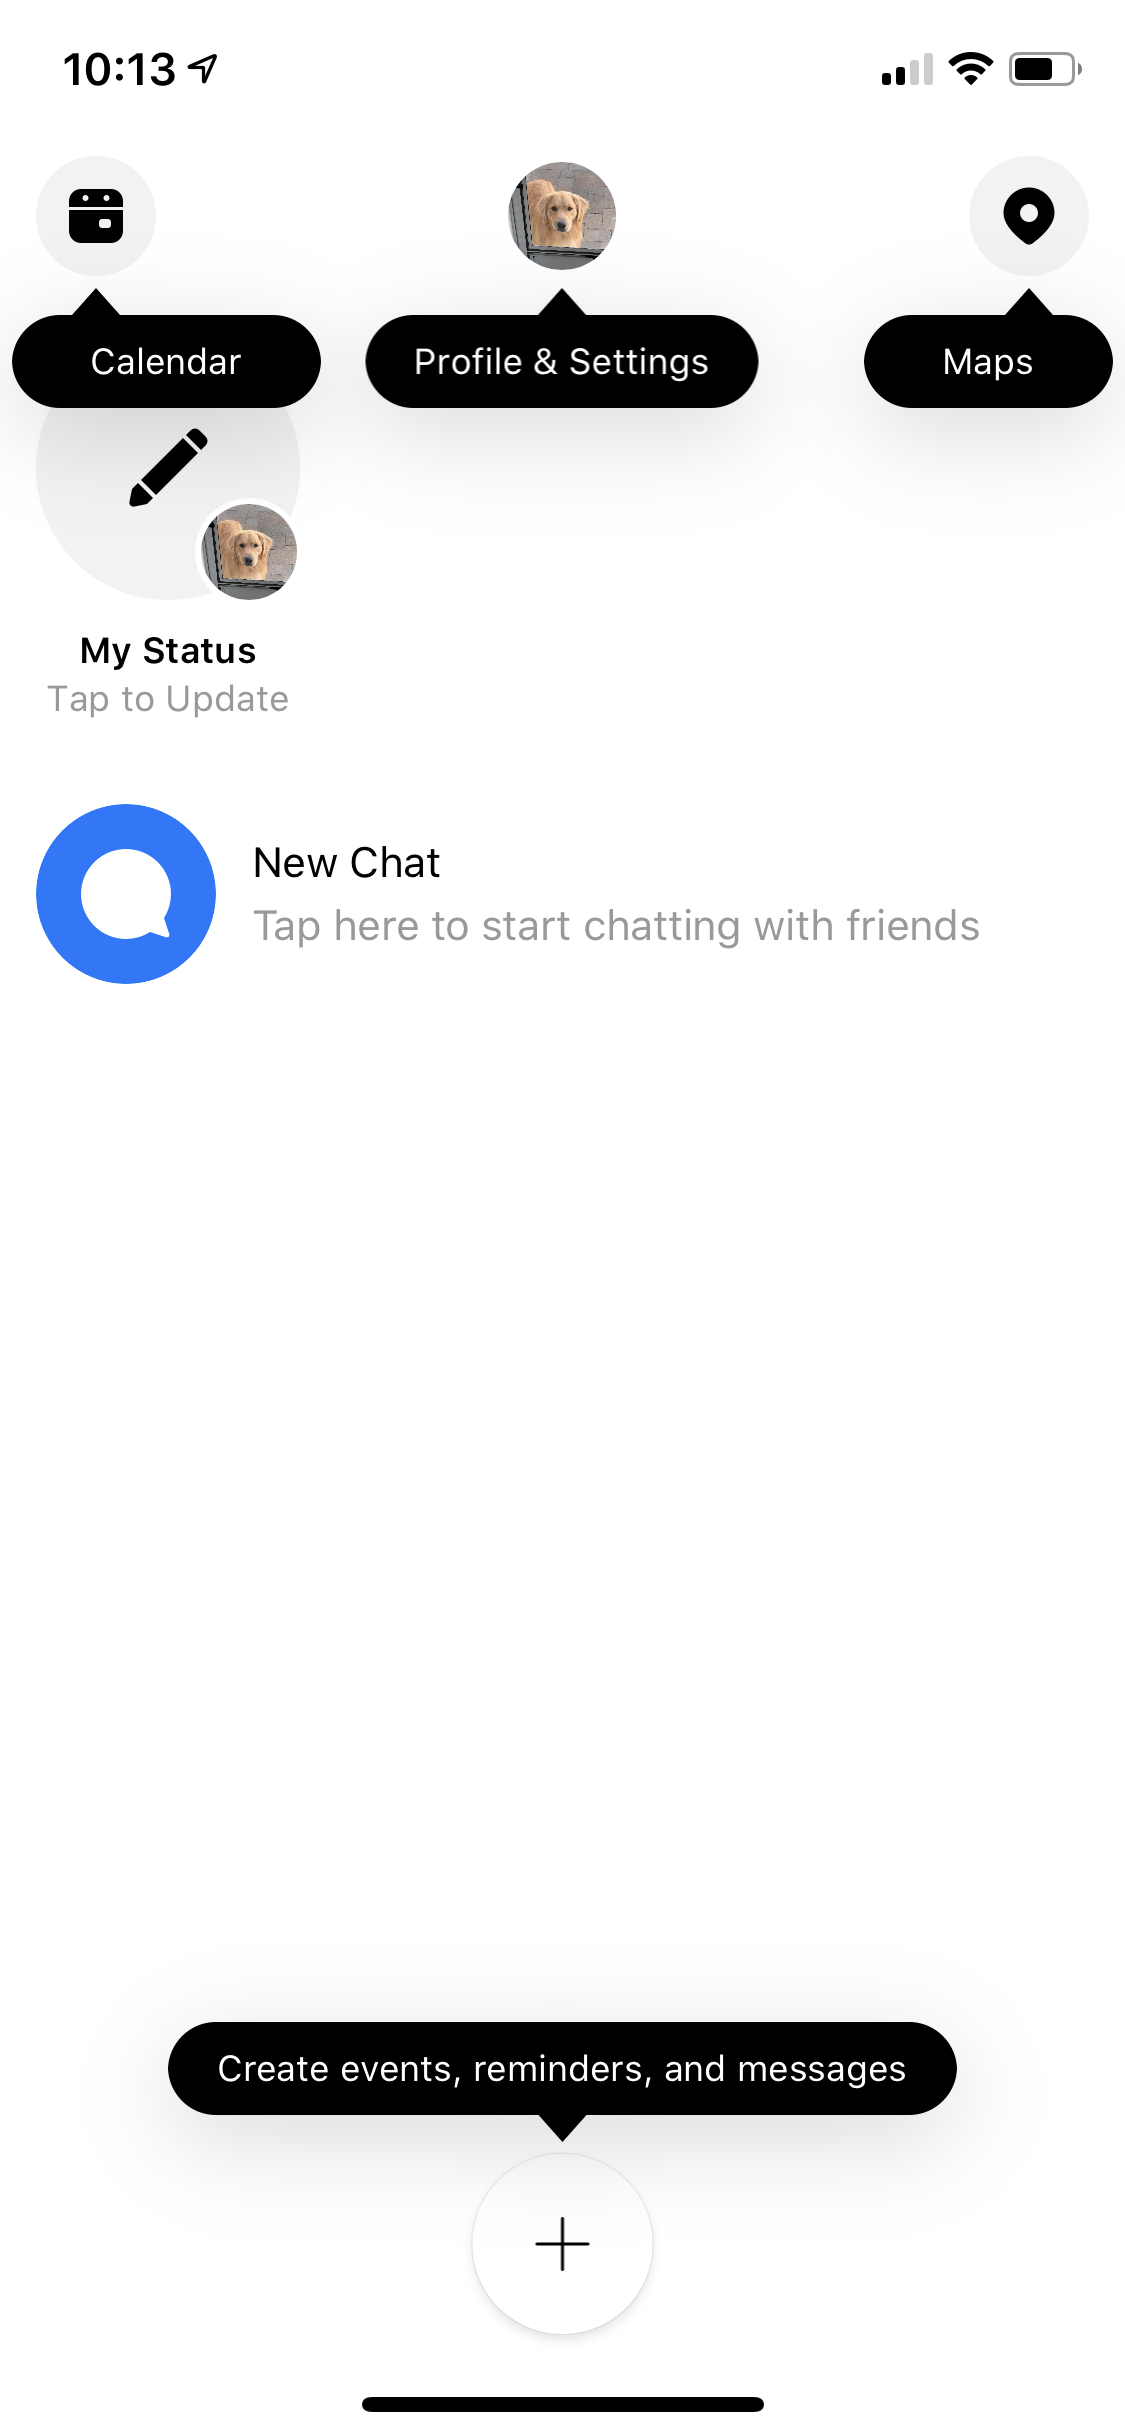 10:13
Calendar
Profile & Settings
Maps
My Status
Tap to Update
New Chat
Tap here to start chatting with friends
Create events, reminders, and messages